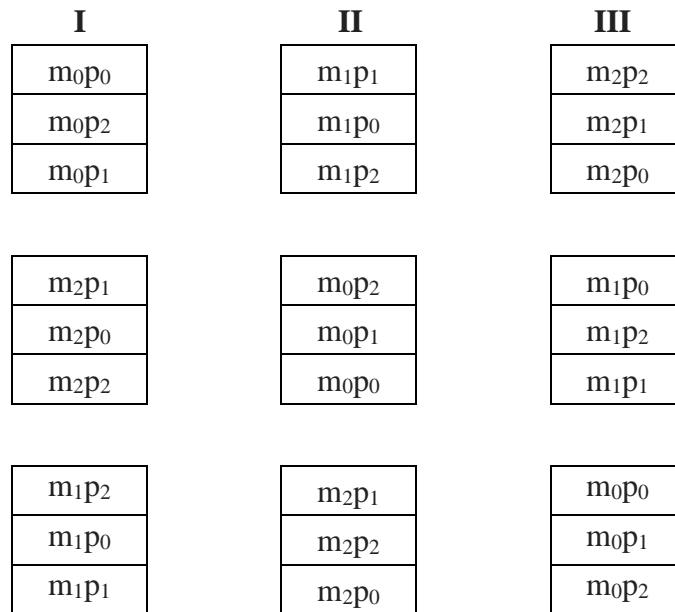 I II III
m₀p₀ m₁p₁ m₂p₂
m₀p₂ m₁p₀ m₂p₁
m₀p₁ m₁p₂ m₂p₀
m₂p₁ m₀p₂ m₁p₀
m₂p₀ m₀p₁ m₁p₂
m₂p₂ m₀p₀ m₁p₁
m₁p₂ m₂p₁ m₀p₀
m₁p₀ m₂p₂ m₀p₁
m₁p₁ m₂p₀ m₀p₂